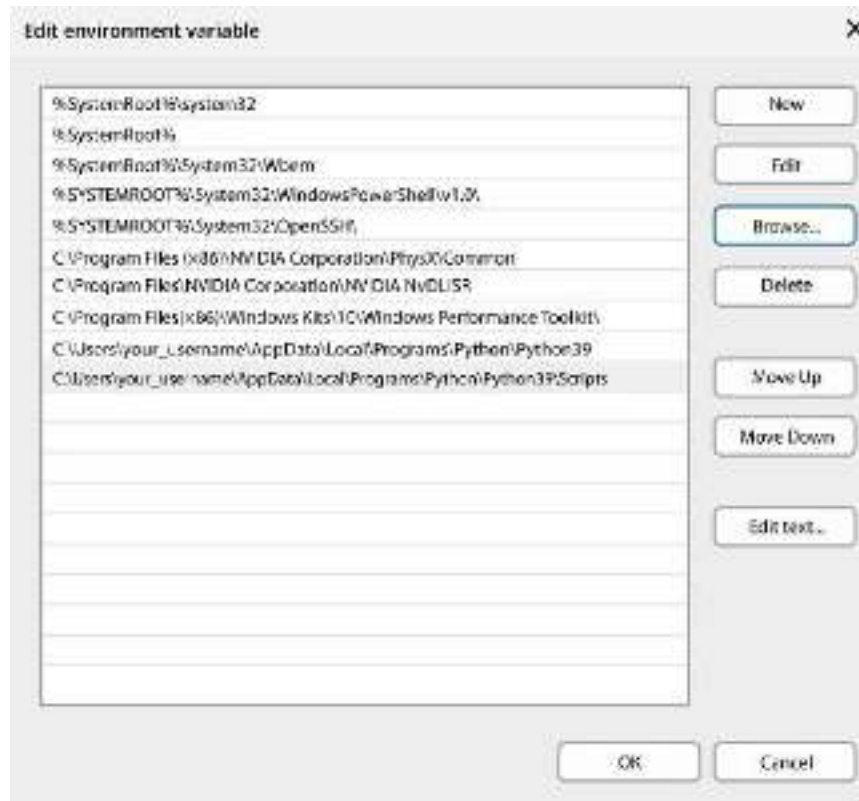 Edit environment variable
%SystemRoot%\system32
%SystemRoot%
%SystemRoot%\System32\Wbem
%SYSTEMROOT%\System32\WindowsPowerShell\v1.0\
%SYSTEMROOT%\System32\OpenSSH\
C:\Program Files (x86)\NVIDIA Corporation\PhysX\Common
C:\Program Files\NVIDIA Corporation\NVIDIA NvDLISR
C:\Program Files(x86)\Windows Kits\10\Windows Performance Toolkit\
C:\Users\your_username\AppData\Local\Programs\Python\Python39
C:\Users\your_username\AppData\Local\Programs\Python\Python39\Scripts
New
Edit
Browse...
Delete
Move Up
Move Down
Edit text...
OK
Cancel